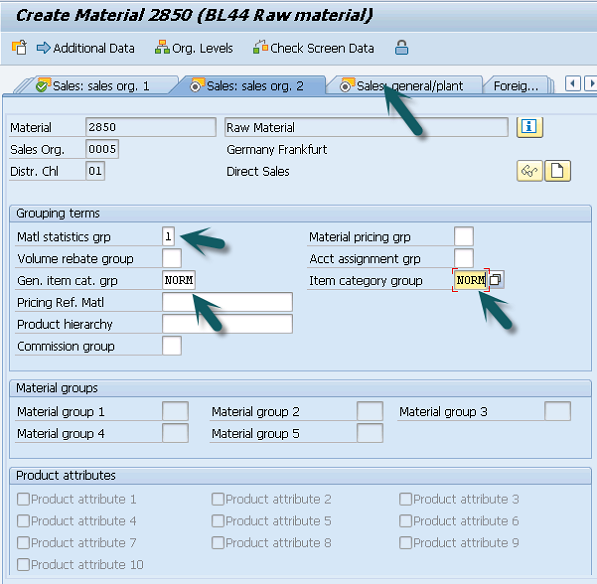 Create Material 2850 (BL44 Raw material)
Additional Data Org. Levels Check Screen Data
Sales: sales org. 1 Sales: sales org. 2 Sales: general/plant Foreig...
Material 2850 Raw Material
Sales Org. 0005 Germany Frankfurt
Distr. Chl 01 Direct Sales
Grouping terms
Matl statistics grp 1 Material pricing grp
Volume rebate group Acct assignment grp
Gen. item cat. grp NORM Item category group NORM
Pricing Ref. Matl
Product hierarchy
Commission group
Material groups
Material group 1 Material group 2 Material group 3
Material group 4 Material group 5
Product attributes
Product attribute 1 Product attribute 2 Product attribute 3
Product attribute 4 Product attribute 5 Product attribute 6
Product attribute 7 Product attribute 8 Product attribute 9
Product attribute 10